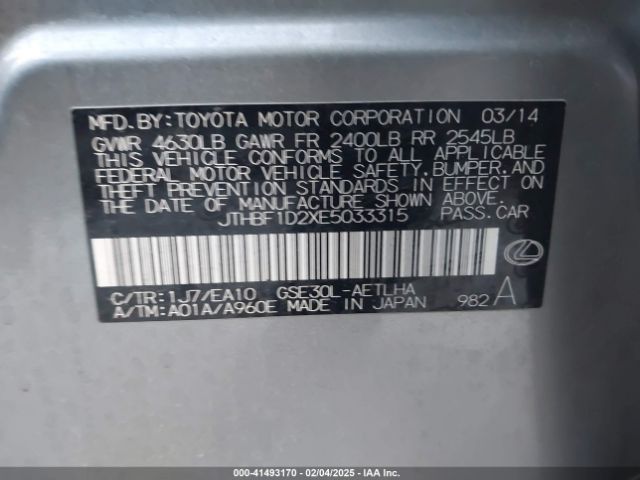 MFD.BY:TOYOTA MOTOR CORPORATION 03/14
GVWR 4630LB GAWR FR 2400LB RR 2545LB
THIS VEHICLE CONFORMS TO ALL APPLICABLE
FEDERAL MOTOR VEHICLE SAFETY,BUMPER,AND
THEFT PREVENTION STANDARDS IN EFFECT ON
THE DATE OF MANUFACTURE SHOWN ABOVE.
JTHBF1D2XE5033315 PASS.CAR
C/TR:1J7/EA10 GSE30L-AETLHA
A/TM:A01A/A960E MADE IN JAPAN 982 A
000-41493170 - 02/04/2025 - IAAI.COM